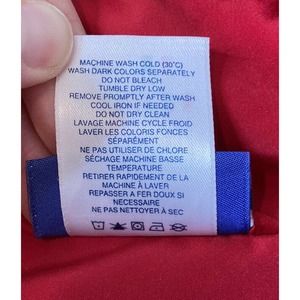 MACHINE WASH COLD (30°C)
WASH DARK COLORS SEPARATELY
DO NOT BLEACH
TUMBLE DRY LOW
REMOVE PROMPTLY AFTER WASH
COOL IRON IF NEEDED
DO NOT DRY CLEAN
LAVAGE MACHINE CYCLE FROID
LAVER LES COLORIS FONCES
SÉPARÉMENT
NE PAS UTILISER DE CHLORE
SÉCHAGE MACHINE BASSE
TEMPERATURE
RETIRER RAPIDEMENT DE LA
MACHINE À LAVER
REPASSER A FER DOUX SI
NÉCESSAIRE
NE PAS NETTOYER À SEC